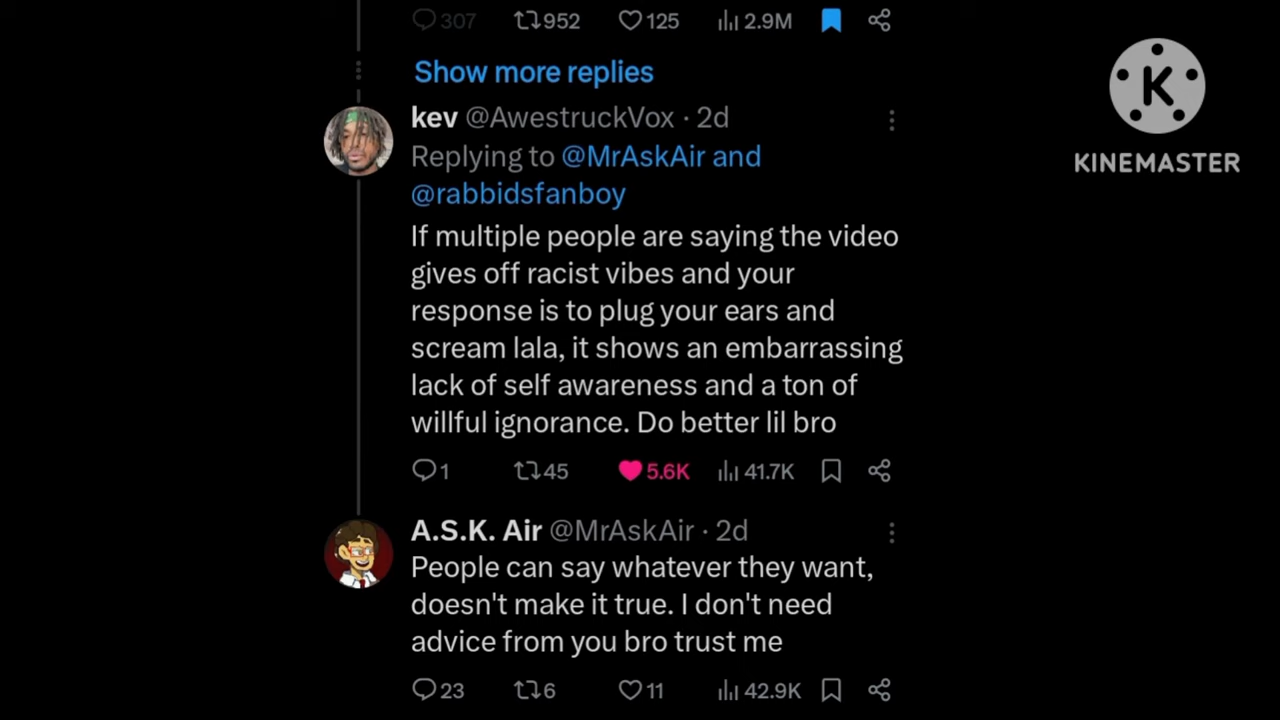 307 952 125 2.9M
Show more replies
kev @AwestruckVox · 2d
Replying to @MrAskAir and
@rabbidsfanboy
If multiple people are saying the video
gives off racist vibes and your
response is to plug your ears and
scream lala, it shows an embarrassing
lack of self awareness and a ton of
willful ignorance. Do better lil bro
1 45 5.6K 41.7K
A.S.K. Air @MrAskAir · 2d
People can say whatever they want,
doesn't make it true. I don't need
advice from you bro trust me
23 6 11 42.9K
K
KINEMASTER